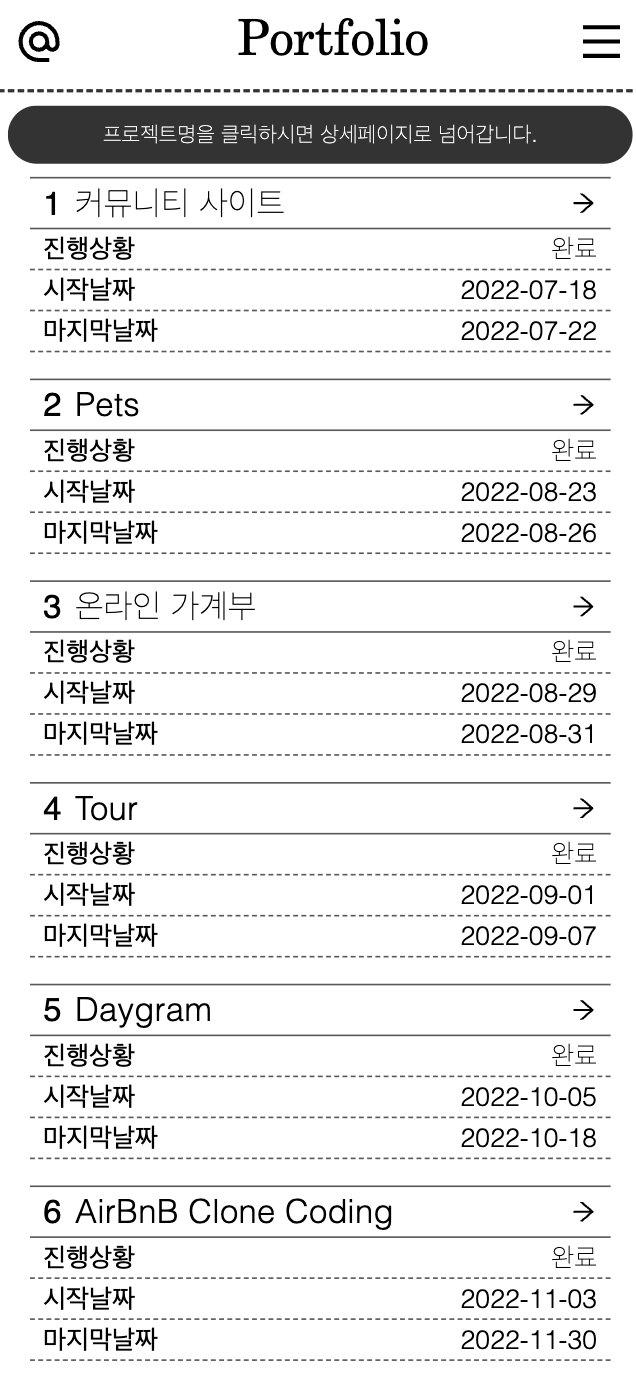 @ Portfolio
프로젝트명을 클릭하시면 상세페이지로 넘어갑니다.
1 커뮤니티 사이트 →
진행상황 완료
시작날짜 2022-07-18
마지막날짜 2022-07-22
2 Pets →
진행상황 완료
시작날짜 2022-08-23
마지막날짜 2022-08-26
3 온라인 가계부 →
진행상황 완료
시작날짜 2022-08-29
마지막날짜 2022-08-31
4 Tour →
진행상황 완료
시작날짜 2022-09-01
마지막날짜 2022-09-07
5 Daygram →
진행상황 완료
시작날짜 2022-10-05
마지막날짜 2022-10-18
6 AirBnB Clone Coding →
진행상황 완료
시작날짜 2022-11-03
마지막날짜 2022-11-30